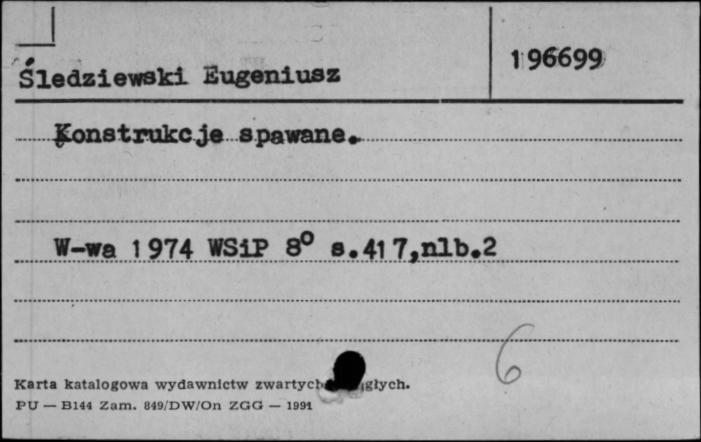 196699
Śledziewski Eugeniusz
Konstrukcje spawane.
W-wa 1974 WSiP 8° s.417,nlb.2
6
Karta katalogowa wydawnictw zwartych
PU — B144 Zam. 849/DW/On ZGG — 1991